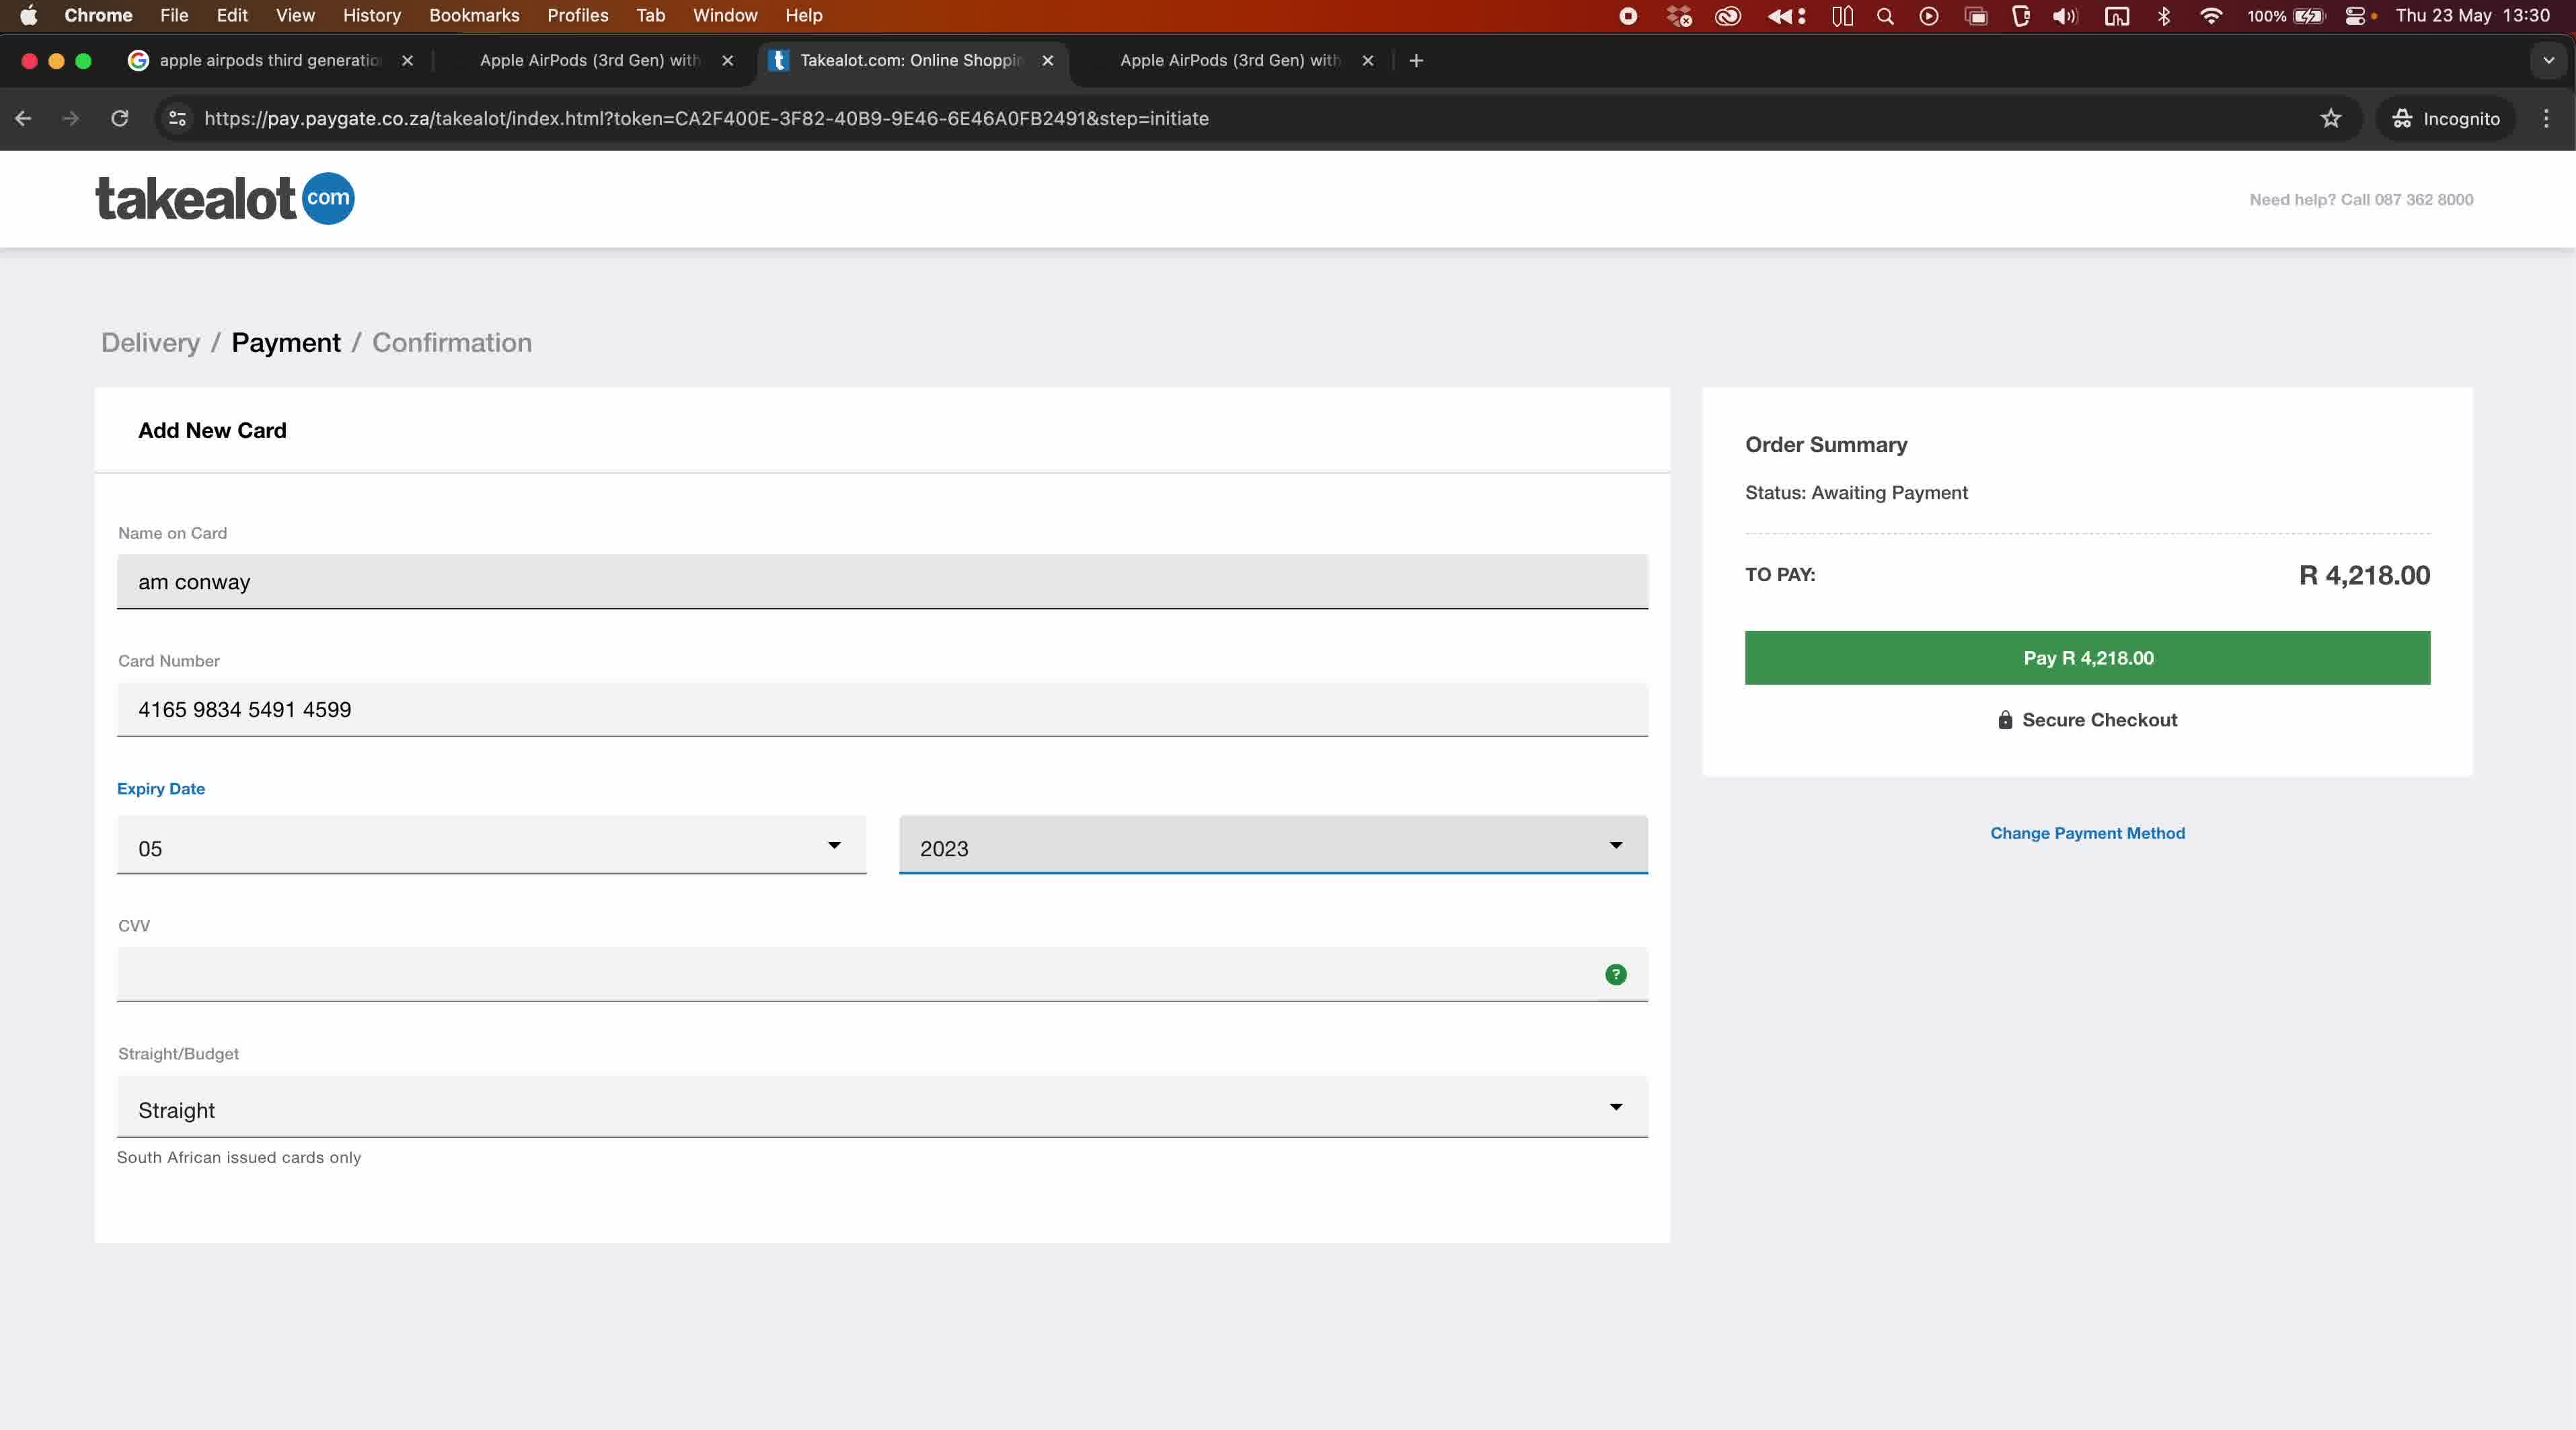 Chrome File Edit View History Bookmarks Profiles Tab Window Help 100% Thu 23 May 13:30
apple airpods third generatio Apple AirPods (3rd Gen) with Takealot.com: Online Shoppin Apple AirPods (3rd Gen) with
https://pay.paygate.co.za/takealot/index.html?token=CA2F400E-3F82-40B9-9E46-6E46A0FB2491&step=initiate Incognito
takealot com
Need help? Call 087 362 8000
Delivery / Payment / Confirmation
Add New Card
Name on Card
am conway
Card Number
4165 9834 5491 4599
Expiry Date
05 2023
CVV
?
Straight/Budget
Straight
South African issued cards only
Order Summary
Status: Awaiting Payment
TO PAY: R 4,218.00
Pay R 4,218.00
Secure Checkout
Change Payment Method